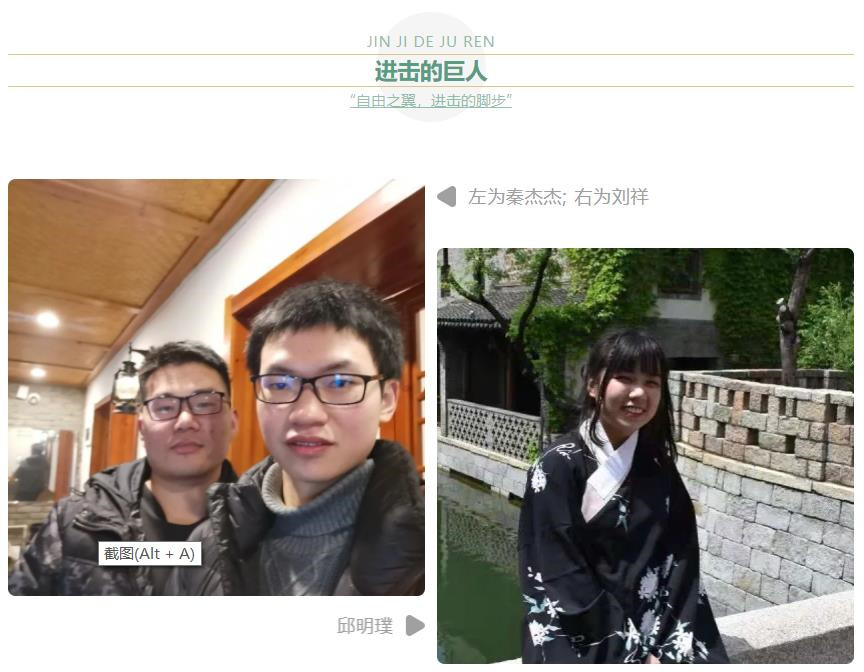 JIN JI DE JU REN
进击的巨人
“自由之翼，进击的脚步”
左为秦杰杰; 右为刘祥
截图(Alt + A)
邱明璞